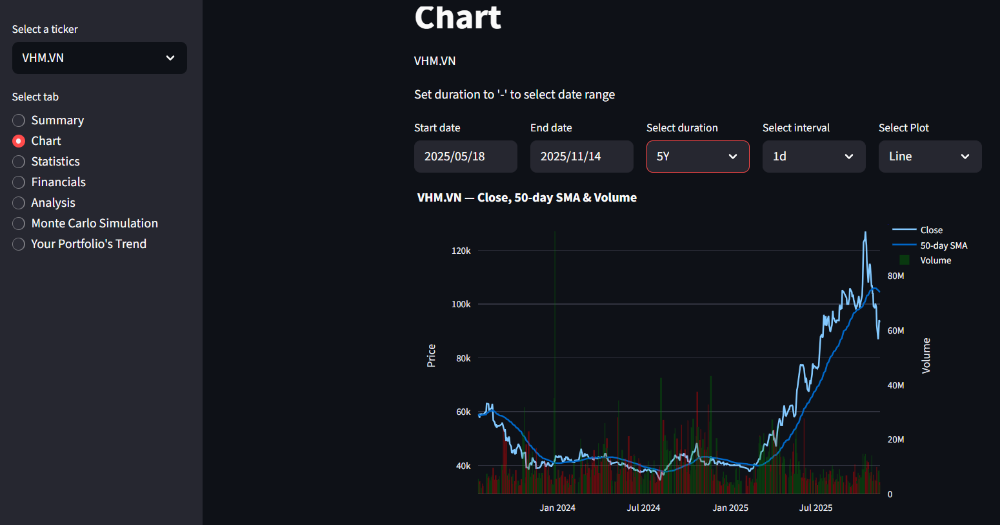 Select a ticker
VHM.VN
Select tab
Summary
Chart
Statistics
Financials
Analysis
Monte Carlo Simulation
Your Portfolio's Trend
Chart
VHM.VN
Set duration to '-' to select date range
Start date End date Select duration Select interval Select Plot
2025/05/18 2025/11/14 5Y 1d Line
VHM.VN — Close, 50-day SMA & Volume
Close
50-day SMA
Volume
120k
100k
80k
60k
40k
Price
80M
60M
40M
20M
0
Volume
Jan 2024 Jul 2024 Jan 2025 Jul 2025